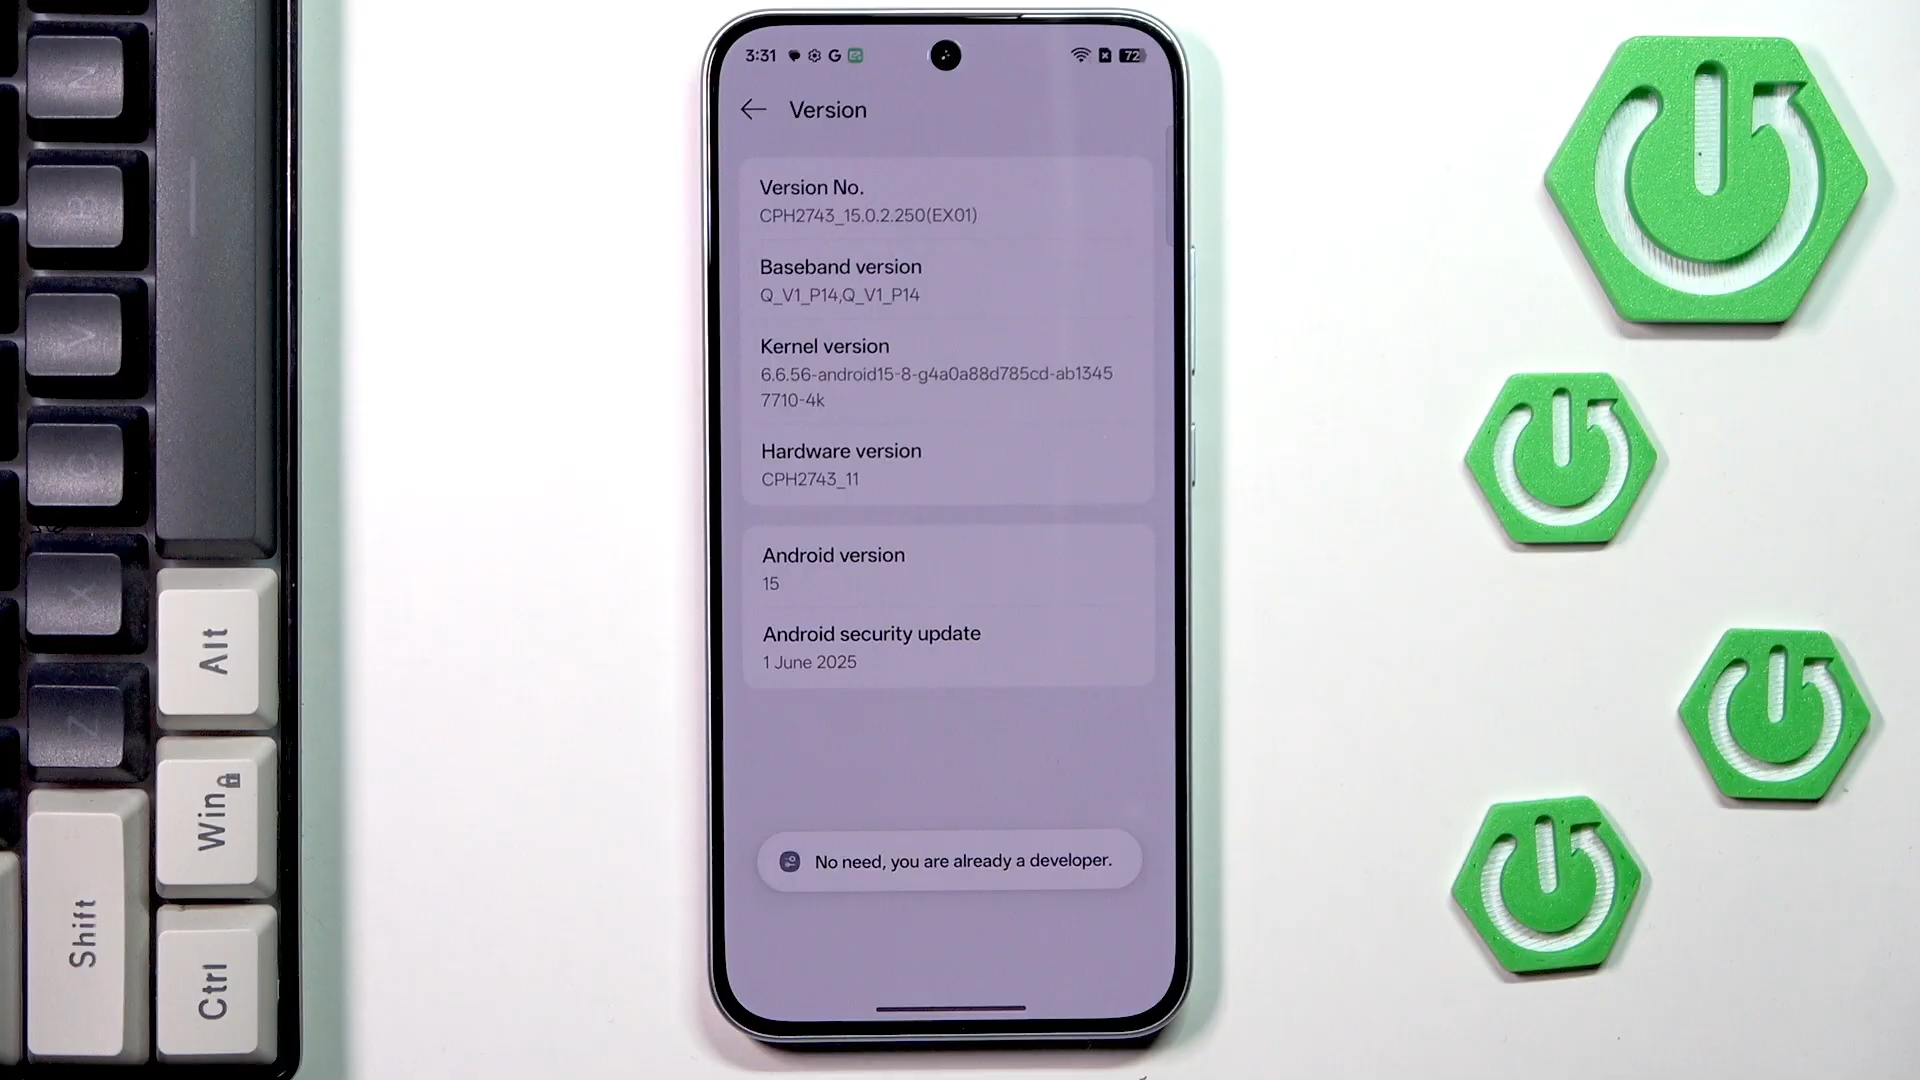 3:31
G
72
Version
Version No.
CPH2743_15.0.2.250(EX01)
Baseband version
Q_V1_P14,Q_V1_P14
Kernel version
6.6.56-android15-8-g4a0a88d785cd-ab1345
7710-4k
Hardware version
CPH2743_11
Android version
15
Android security update
1 June 2025
No need, you are already a developer.
N
B
V
C
X
Z
Alt
Win
Shift
Ctrl